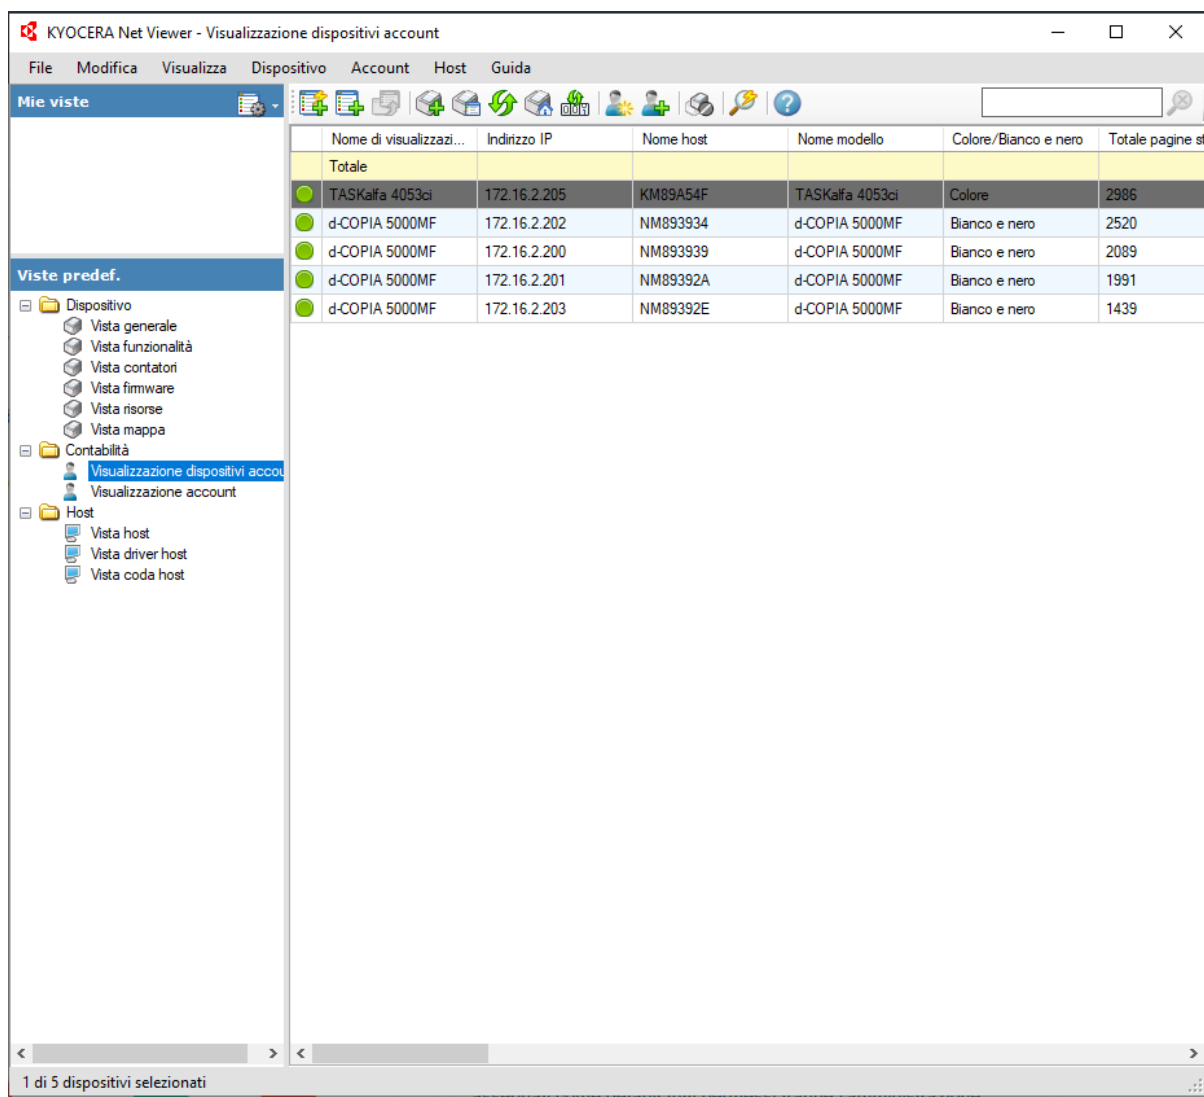 KYOCERA Net Viewer - Visualizzazione dispositivi account
File Modifica Visualizza Dispositivo Account Host Guida
Mie viste
Nome di visualizzazi... Indirizzo IP Nome host Nome modello Colore/Bianco e nero Totale pagine st
Totale
TASKalfa 4053ci 172.16.2.205 KM89A54F TASKalfa 4053ci Colore 2986
d-COPIA 5000MF 172.16.2.202 NM893934 d-COPIA 5000MF Bianco e nero 2520
d-COPIA 5000MF 172.16.2.200 NM893939 d-COPIA 5000MF Bianco e nero 2089
d-COPIA 5000MF 172.16.2.201 NM89392A d-COPIA 5000MF Bianco e nero 1991
d-COPIA 5000MF 172.16.2.203 NM89392E d-COPIA 5000MF Bianco e nero 1439
Viste predef.
Dispositivo
Vista generale
Vista funzionalità
Vista contatori
Vista firmware
Vista risorse
Vista mappa
Contabilità
Visualizzazione dispositivi accou
Visualizzazione account
Host
Vista host
Vista driver host
Vista coda host
1 di 5 dispositivi selezionati